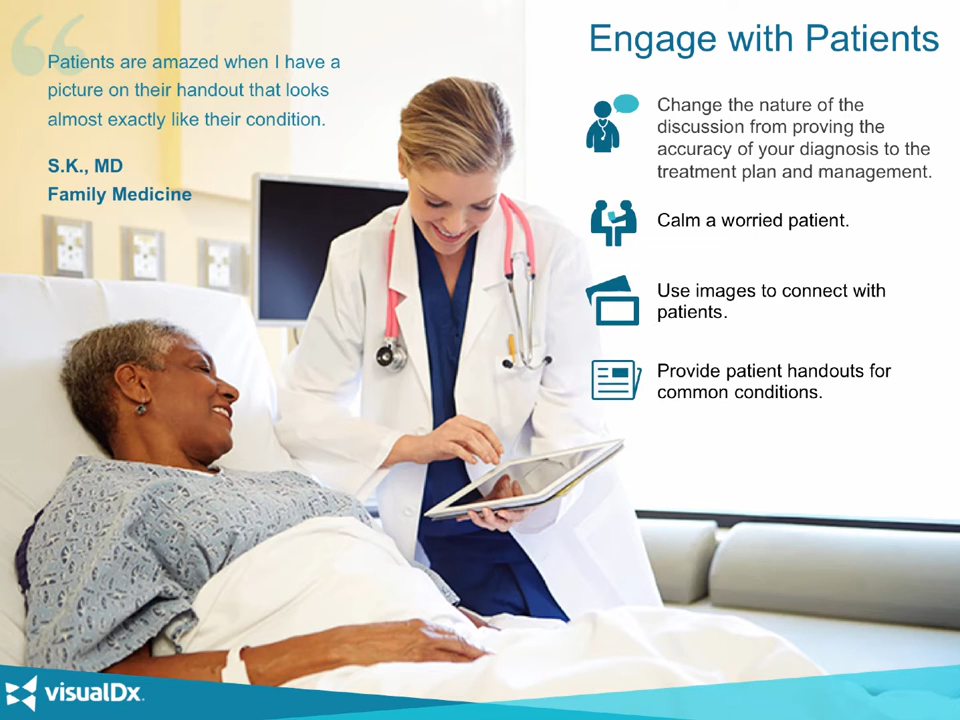 Patients are amazed when I have a
picture on their handout that looks
almost exactly like their condition.
S.K., MD
Family Medicine
Engage with Patients
Change the nature of the
discussion from proving the
accuracy of your diagnosis to the
treatment plan and management.
Calm a worried patient.
Use images to connect with
patients.
Provide patient handouts for
common conditions.
visualDx